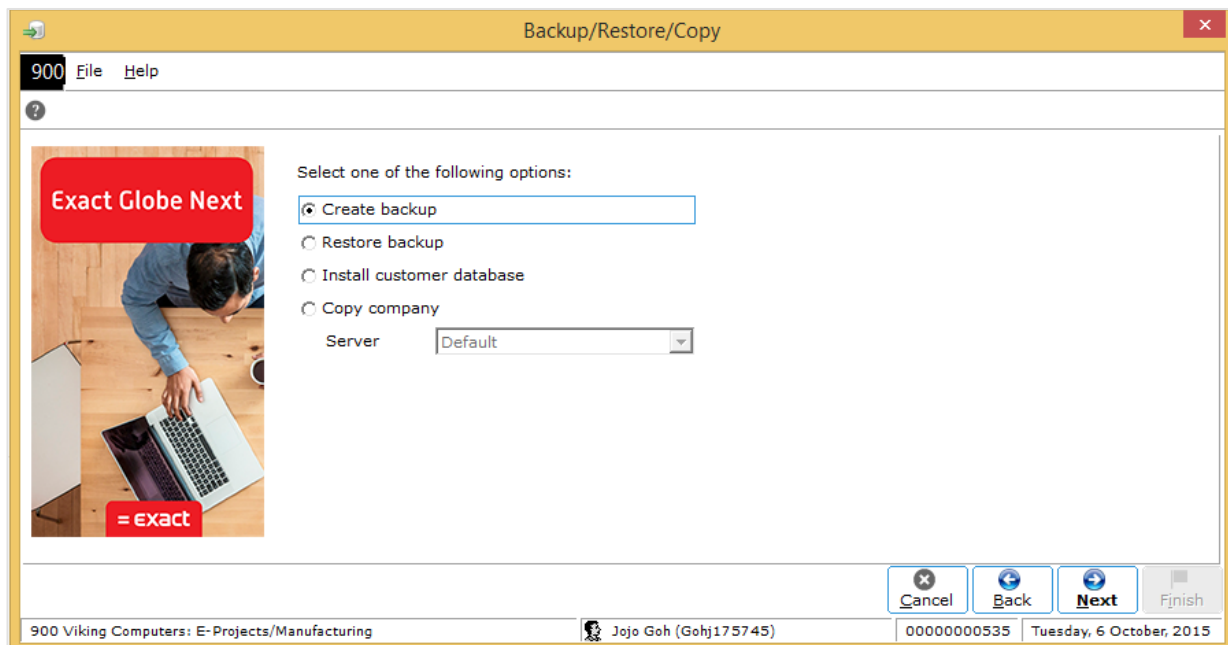 Backup/Restore/Copy
900 File Help
Exact Globe Next
Select one of the following options:
Create backup
Restore backup
Install customer database
Copy company
Server Default
= exact
Cancel Back Next Finish
900 Viking Computers: E-Projects/Manufacturing Jojo Goh (Gohj175745) 00000000535 Tuesday, 6 October, 2015